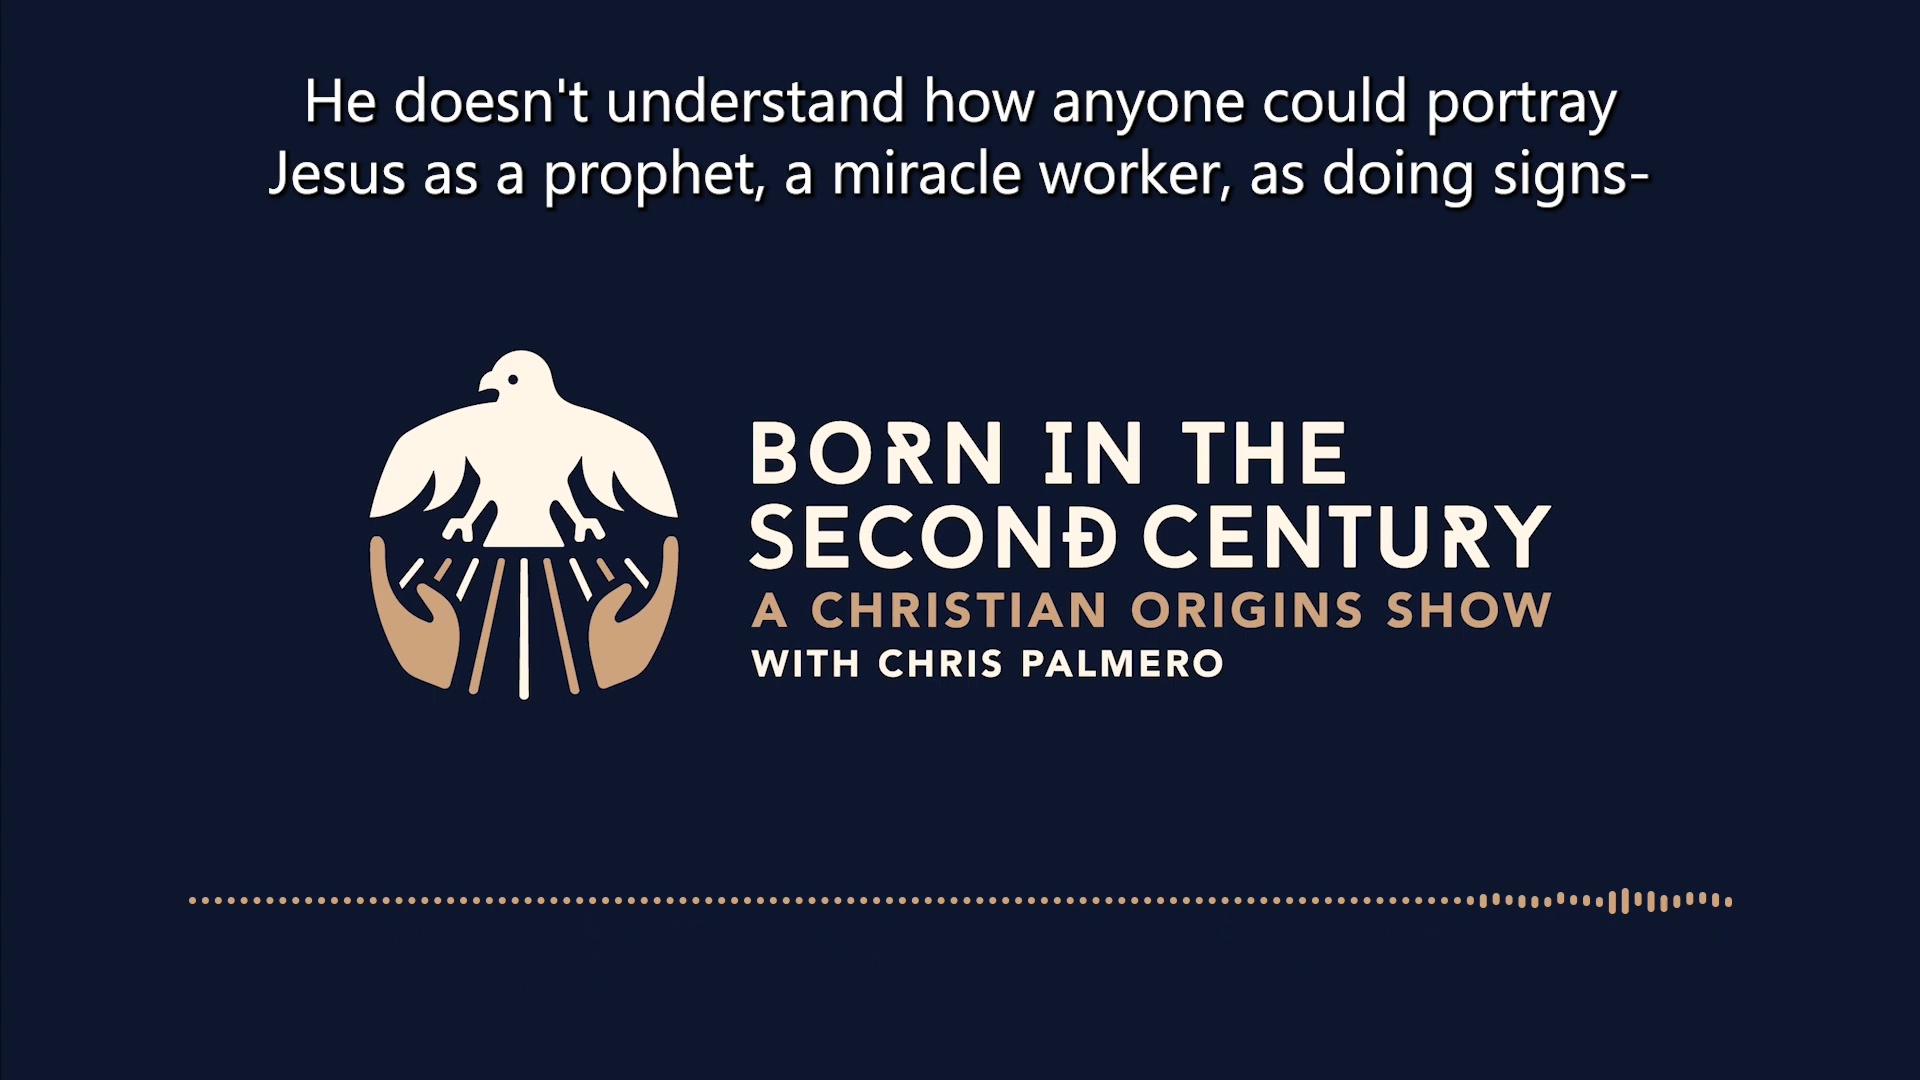 He doesn't understand how anyone could portray
Jesus as a prophet, a miracle worker, as doing signs-
BORN IN THE
SECOND CENTURY
A CHRISTIAN ORIGINS SHOW
WITH CHRIS PALMERO